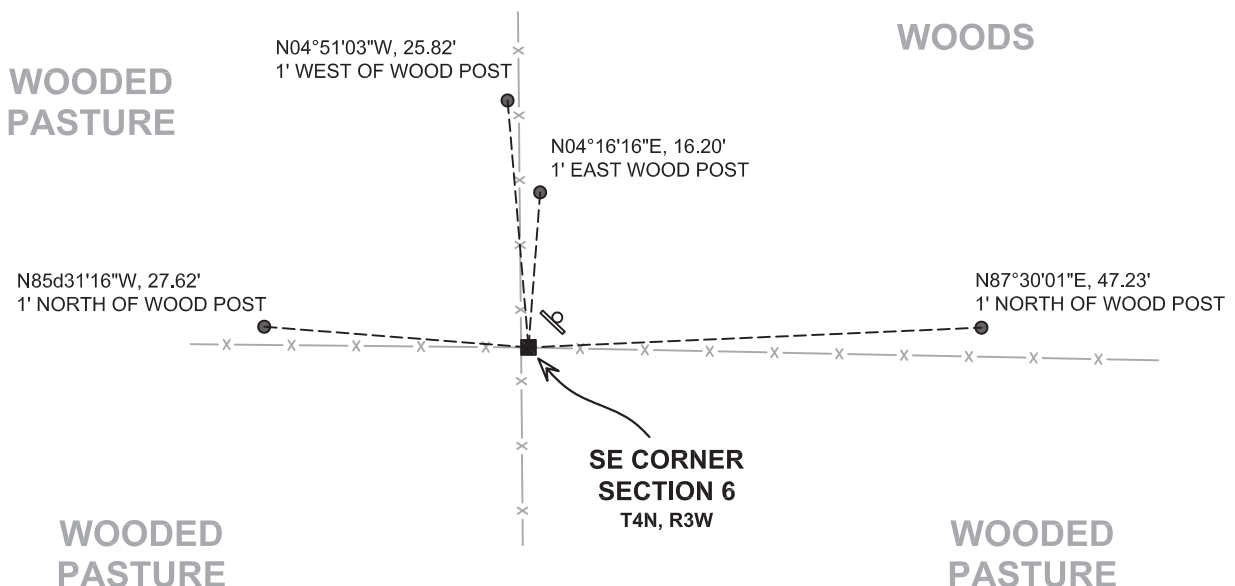 WOODS
N04°51'03"W, 25.82'
1' WEST OF WOOD POST
WOODED
PASTURE
N04°16'16"E, 16.20'
1' EAST WOOD POST
N85d31'16"W, 27.62'
1' NORTH OF WOOD POST
N87°30'01"E, 47.23'
1' NORTH OF WOOD POST
SE CORNER
SECTION 6
T4N, R3W
WOODED
PASTURE
WOODED
PASTURE